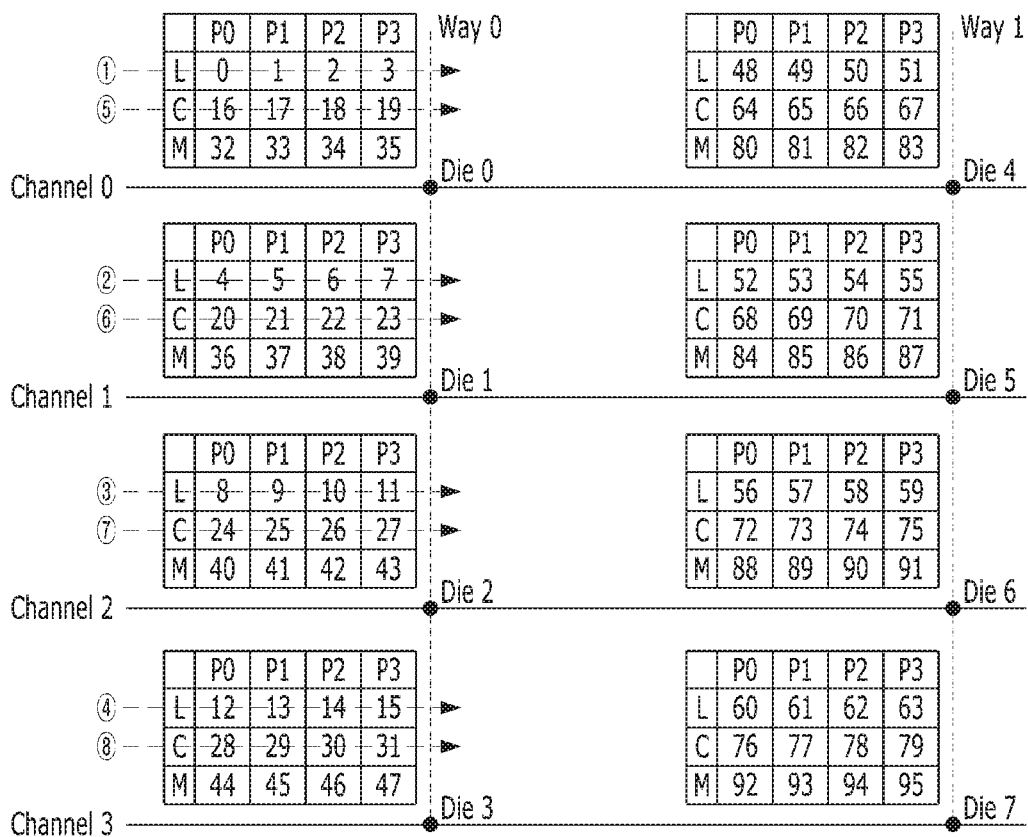 P0 P1 P2 P3 Way 0 P0 P1 P2 P3 Way 1
① L 0 1 2 3 L 48 49 50 51
⑤ C 16 17 18 19 C 64 65 66 67
M 32 33 34 35 M 80 81 82 83
Channel 0 Die 0 Die 4
P0 P1 P2 P3 P0 P1 P2 P3
② L 4 5 6 7 L 52 53 54 55
⑥ C 20 21 22 23 C 68 69 70 71
M 36 37 38 39 M 84 85 86 87
Channel 1 Die 1 Die 5
P0 P1 P2 P3 P0 P1 P2 P3
③ L 8 9 10 11 L 56 57 58 59
⑦ C 24 25 26 27 C 72 73 74 75
M 40 41 42 43 M 88 89 90 91
Channel 2 Die 2 Die 6
P0 P1 P2 P3 P0 P1 P2 P3
④ L 12 13 14 15 L 60 61 62 63
⑧ C 28 29 30 31 C 76 77 78 79
M 44 45 46 47 M 92 93 94 95
Channel 3 Die 3 Die 7